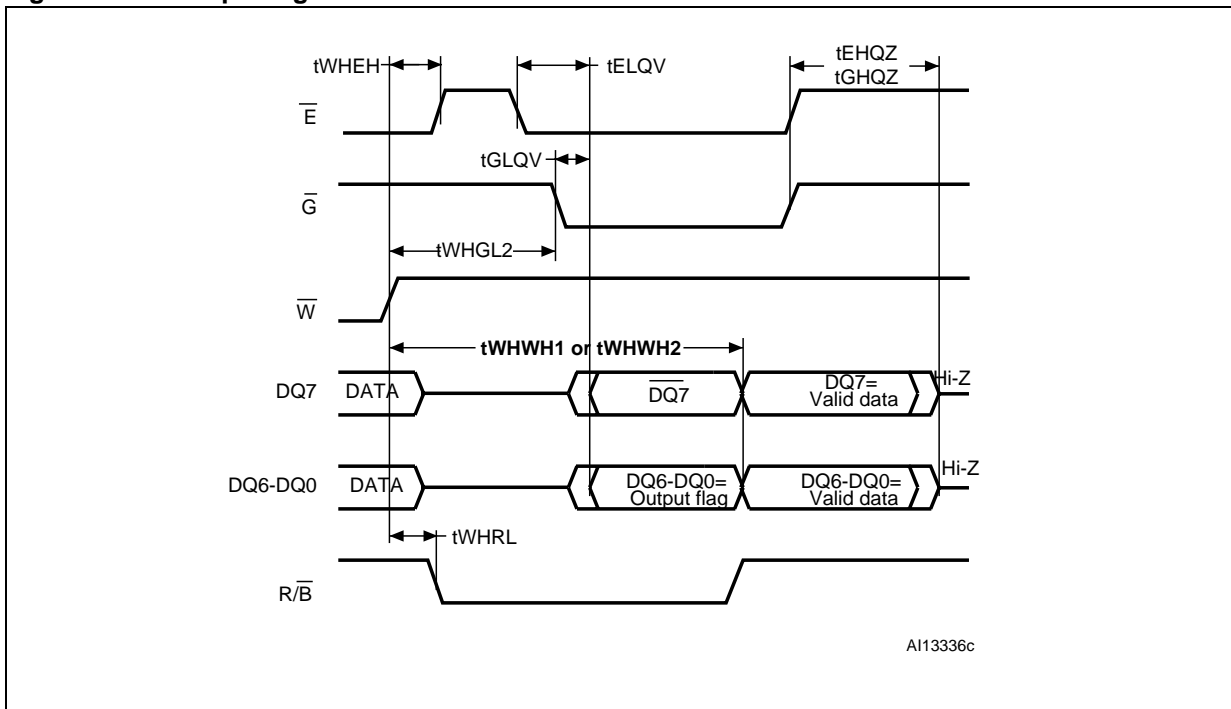 tWHEH
tELQV
tEHQZ
tGHQZ
E
tGLQV
G
tWHGL2
W
tWHWH1 or tWHWH2
DQ7
DATA
DQ7
DQ7=
Valid data
Hi-Z
DQ6-DQ0
DATA
DQ6-DQ0=
Output flag
DQ6-DQ0=
Valid data
Hi-Z
tWHRL
R/B
AI13336c